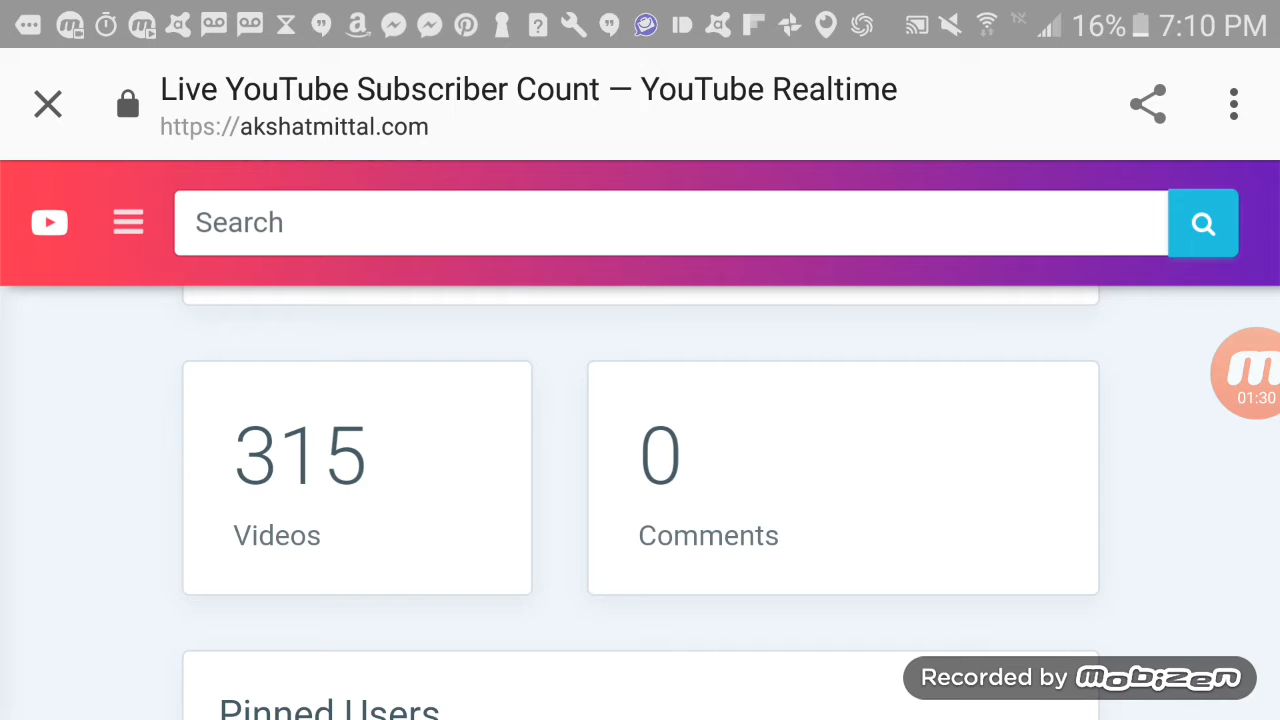 16% 7:10 PM
Live YouTube Subscriber Count — YouTube Realtime
https://akshatmittal.com
Search
315
Videos
0
Comments
01:30
Pinned Users
Recorded by mobizen